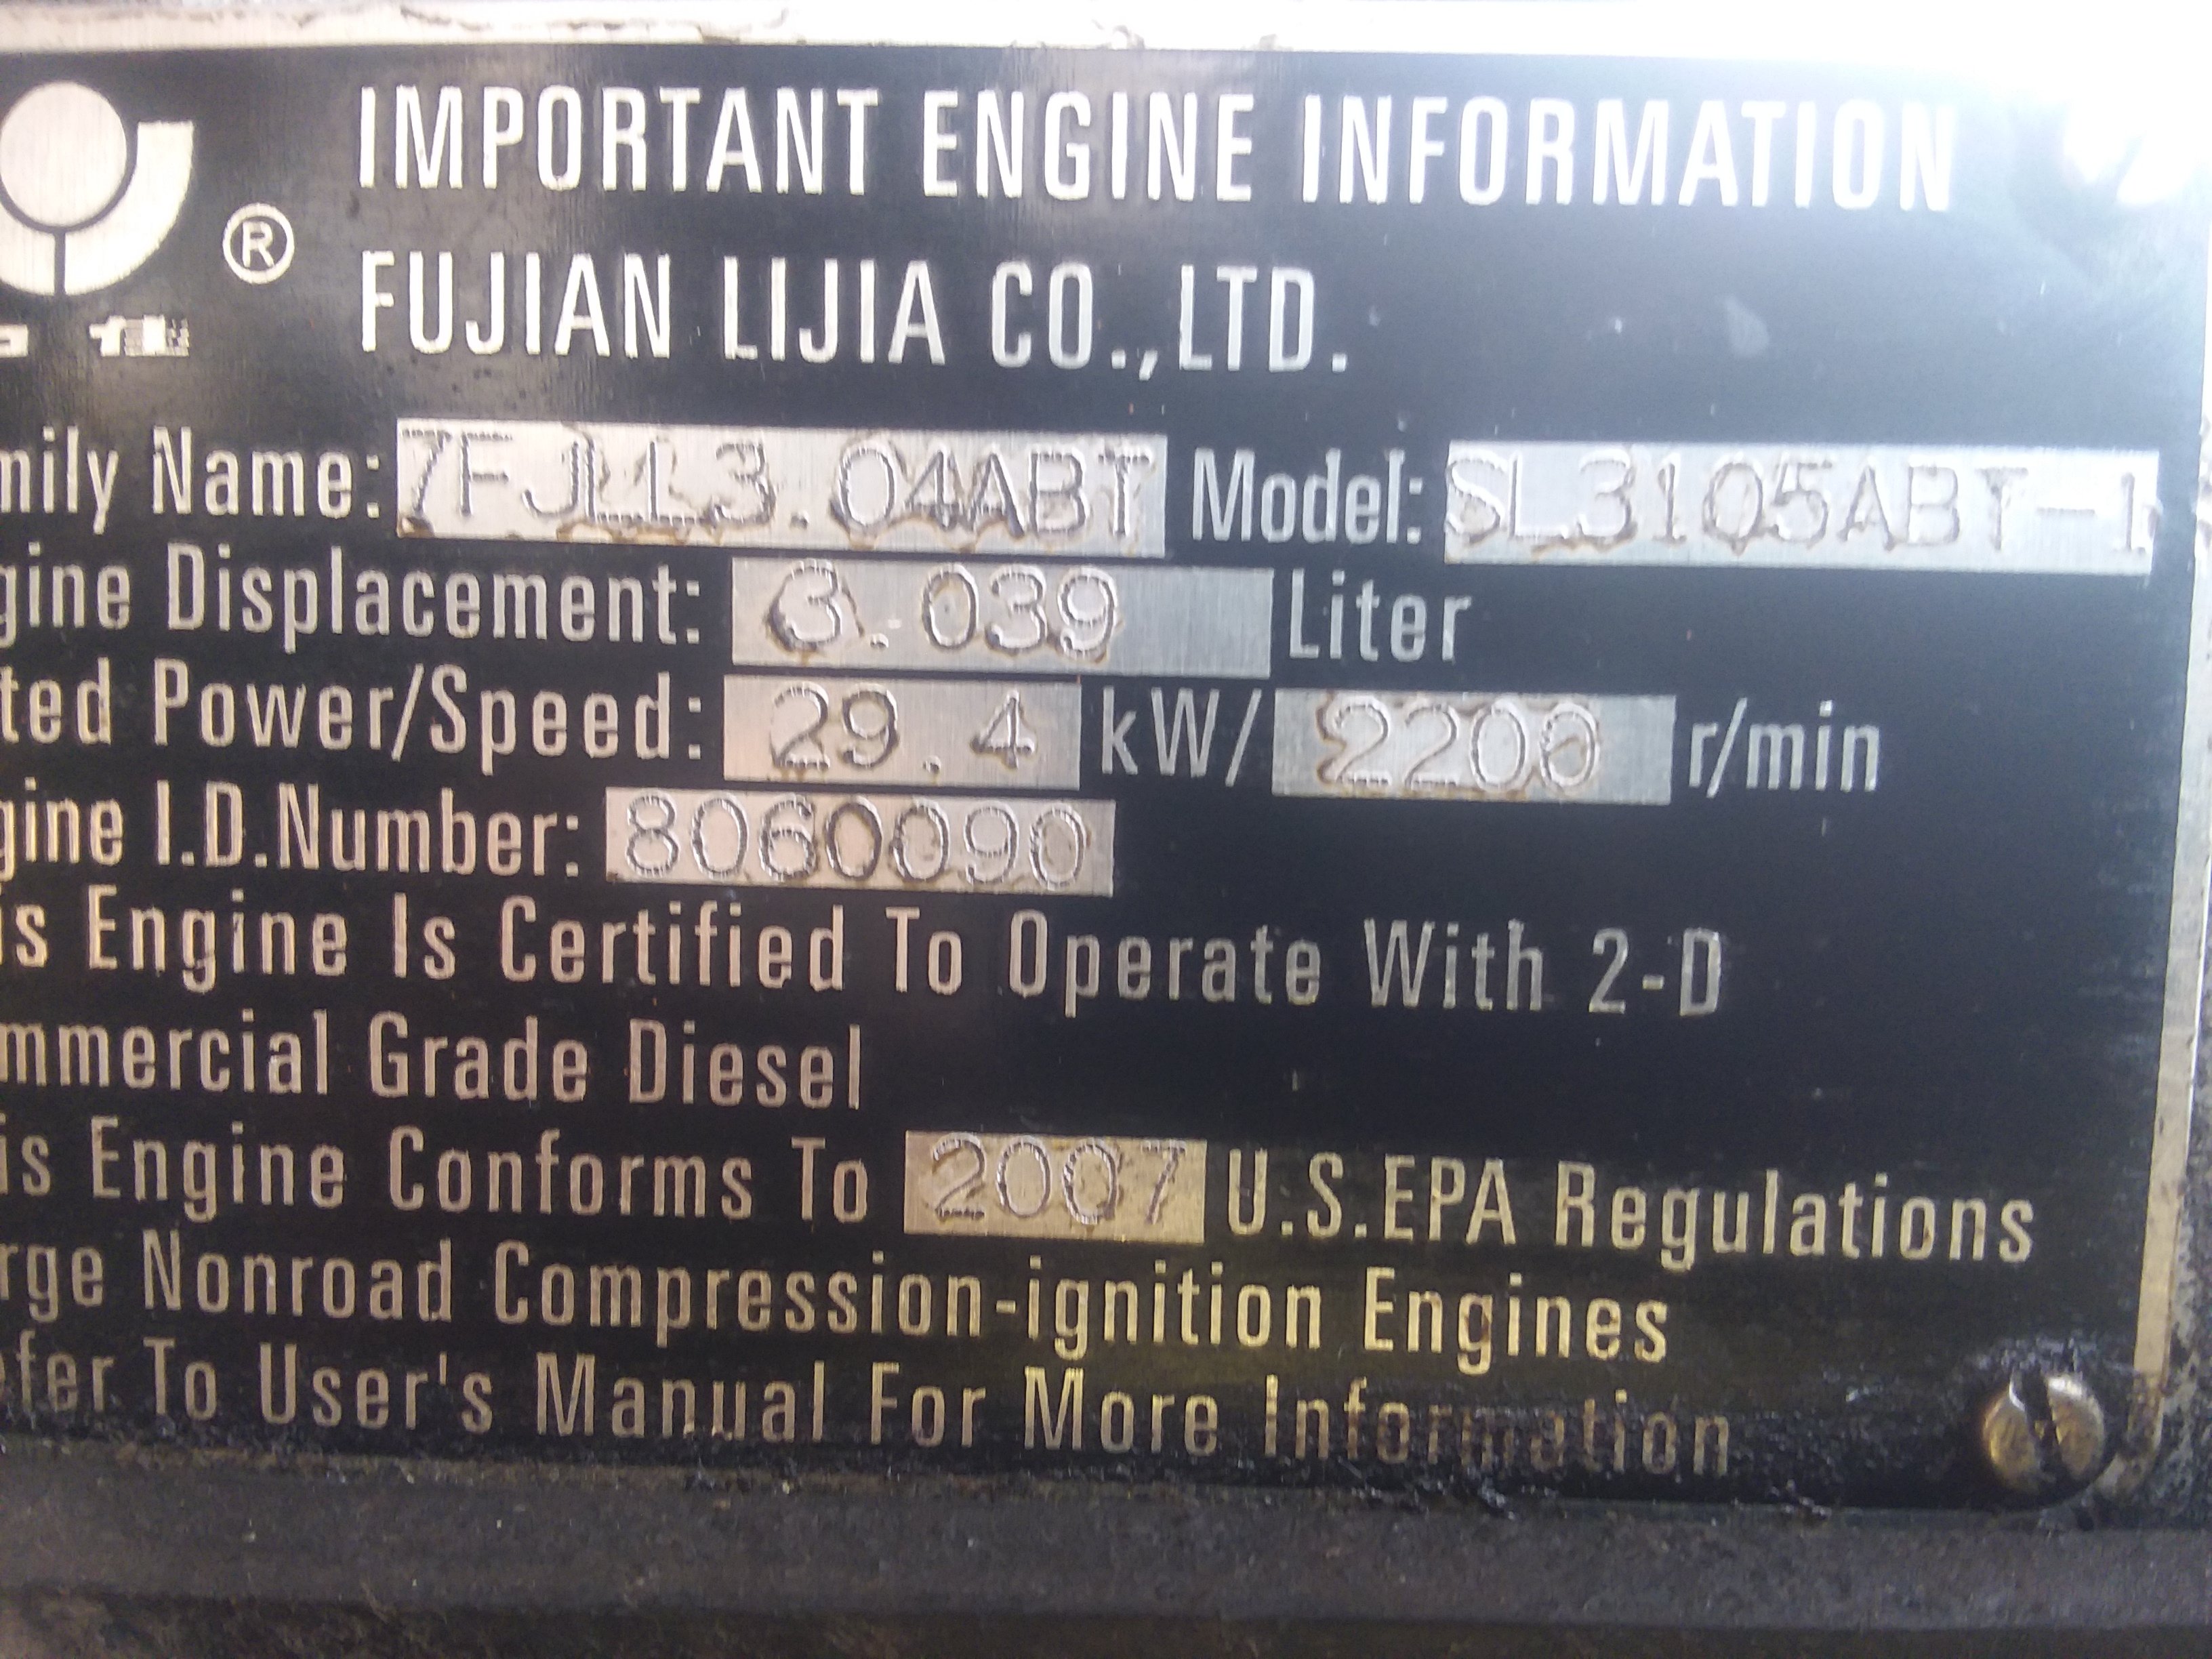 ®
IMPORTANT ENGINE INFORMATION
FUJIAN LIJIA CO.,LTD.
mily Name: 7FJLL3.04ABT Model: SL3105ABT-1
gine Displacement: 3.039 Liter
ted Power/Speed: 29.4 kW/ 2200 r/min
gine I.D.Number: 8060090
is Engine Is Certified To Operate With 2-D
mmercial Grade Diesel
is Engine Conforms To 2007 U.S.EPA Regulations
rge Nonroad Compression-ignition Engines
fer To User's Manual For More Information